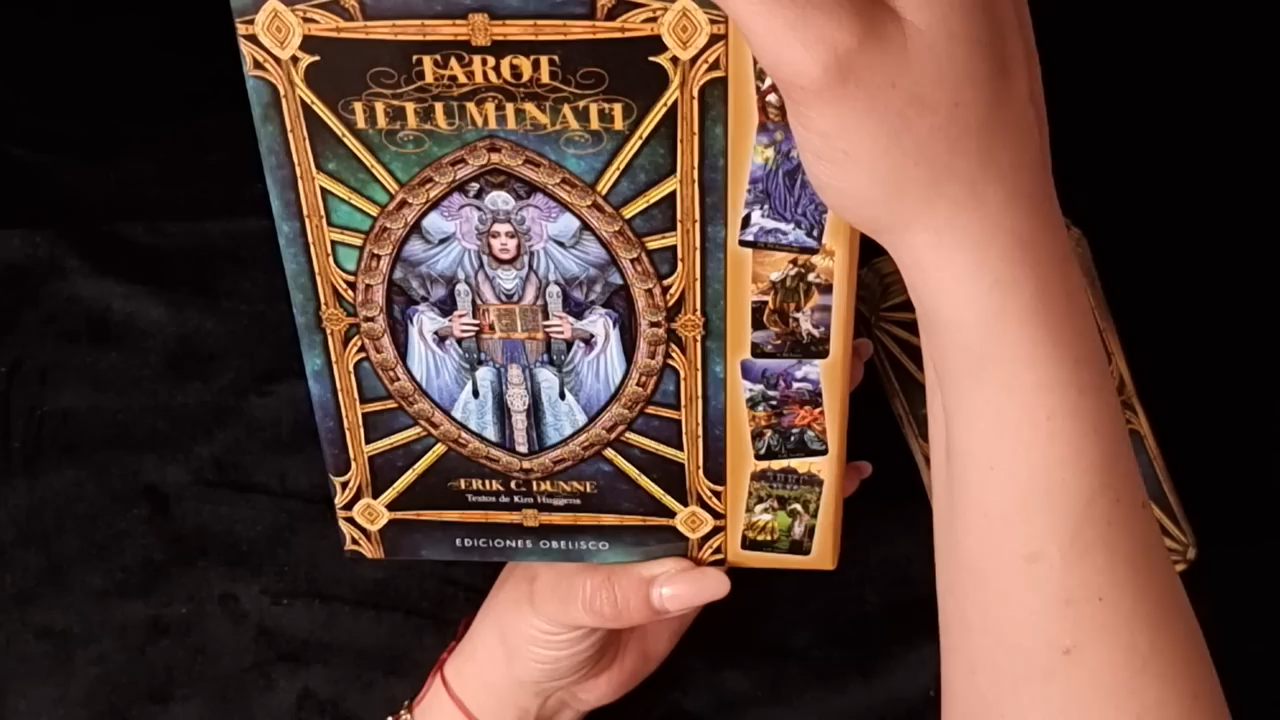 TAROT
ILLUMINATI
ERIK C. DUNNE
Textos de Kim Huggens
EDICIONES OBELISCO